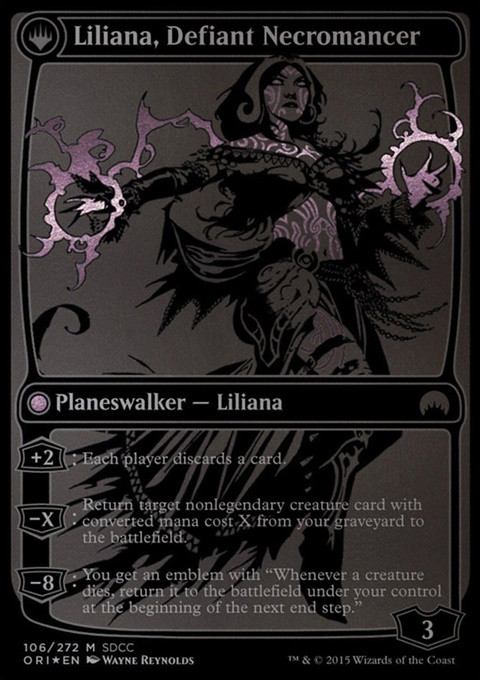 Liliana, Defiant Necromancer
Planeswalker — Liliana
+2 : Each player discards a card.
−X : Return target nonlegendary creature card with
converted mana cost X from your graveyard to
the battlefield.
−8 : You get an emblem with “Whenever a creature
dies, return it to the battlefield under your control
at the beginning of the next end step.”
3
106/272 M SDCC
ORI★EN Wayne Reynolds
™ & © 2015 Wizards of the Coast